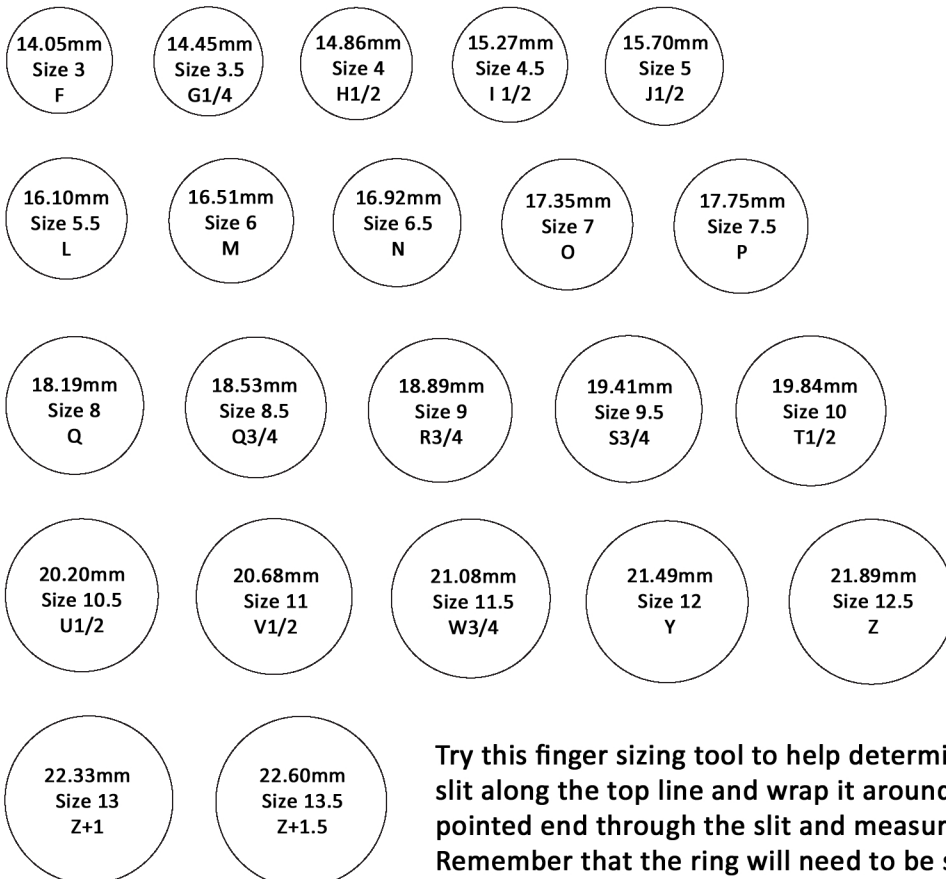 14.05mm
Size 3
F
14.45mm
Size 3.5
G1/4
14.86mm
Size 4
H1/2
15.27mm
Size 4.5
I 1/2
15.70mm
Size 5
J1/2
16.10mm
Size 5.5
L
16.51mm
Size 6
M
16.92mm
Size 6.5
N
17.35mm
Size 7
O
17.75mm
Size 7.5
P
18.19mm
Size 8
Q
18.53mm
Size 8.5
Q3/4
18.89mm
Size 9
R3/4
19.41mm
Size 9.5
S3/4
19.84mm
Size 10
T1/2
20.20mm
Size 10.5
U1/2
20.68mm
Size 11
V1/2
21.08mm
Size 11.5
W3/4
21.49mm
Size 12
Y
21.89mm
Size 12.5
Z
22.33mm
Size 13
Z+1
22.60mm
Size 13.5
Z+1.5
Try this finger sizing tool to help determi
slit along the top line and wrap it around
pointed end through the slit and measur
Remember that the ring will need to be s